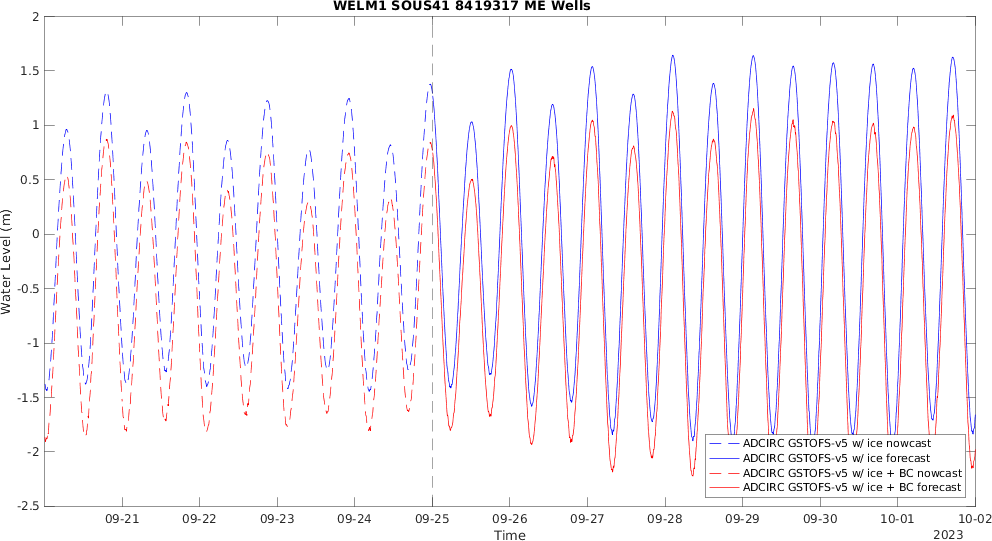 WELM1 SOUS41 8419317 ME Wells
2
1.5
1
0.5
0
-0.5
-1
-1.5
-2
-2.5
Water Level (m)
ADCIRC GSTOFS-v5 w/ ice nowcast
ADCIRC GSTOFS-v5 w/ ice forecast
ADCIRC GSTOFS-v5 w/ ice + BC nowcast
ADCIRC GSTOFS-v5 w/ ice + BC forecast
09-21 09-22 09-23 09-24 09-25 09-26 09-27 09-28 09-29 09-30 10-01 10-02
Time
2023